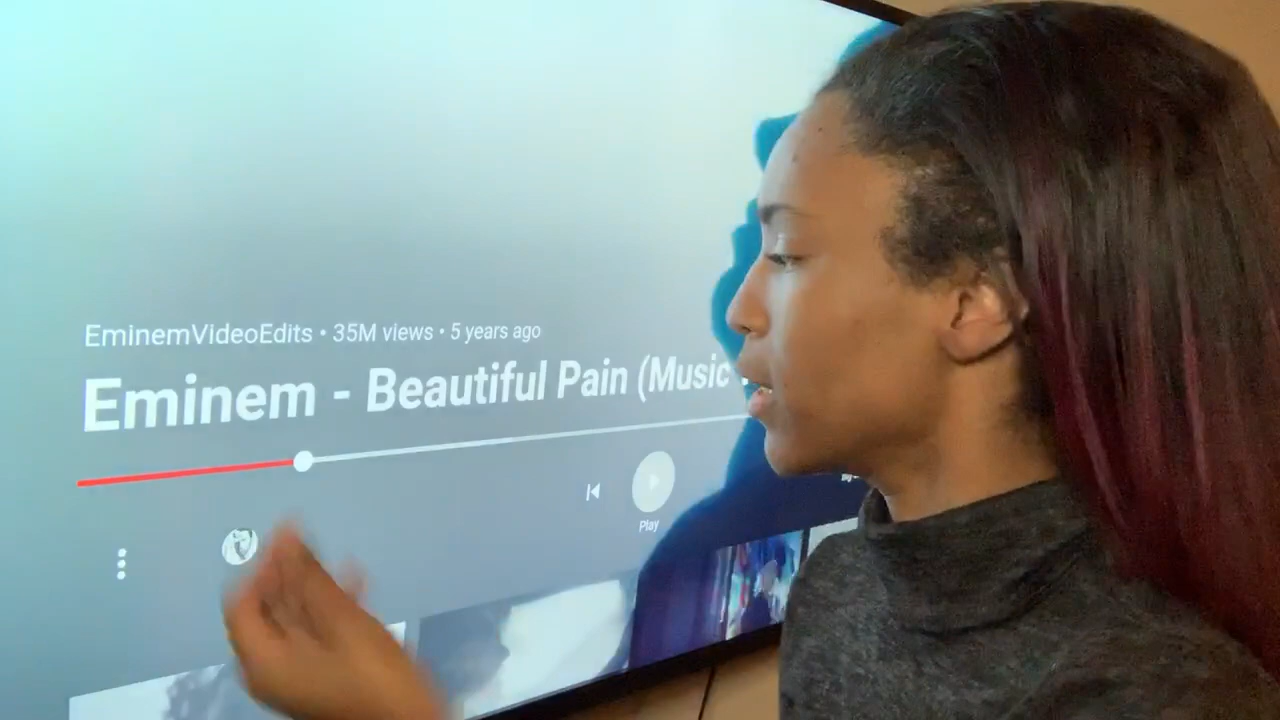 EminemVideoEdits • 35M views • 5 years ago
Eminem - Beautiful Pain (Music
Play